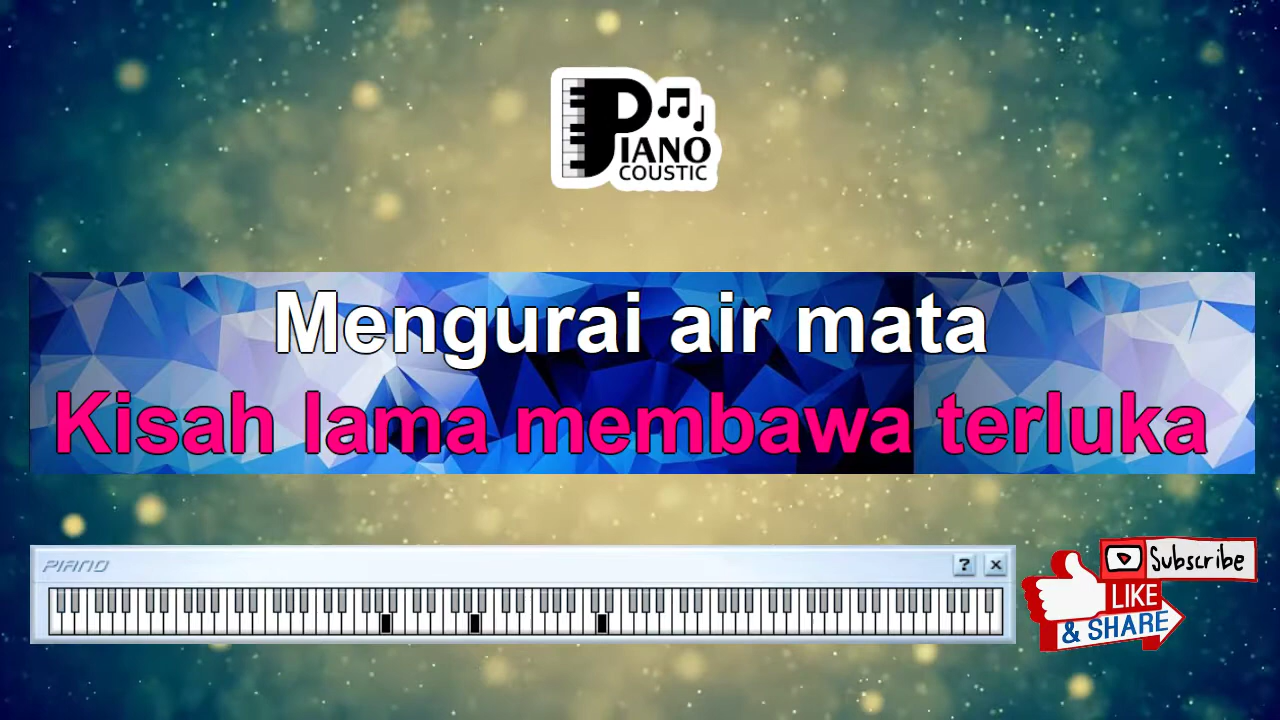 PIANO
COUSTIC
Mengurai air mata
Kisah lama membawa terluka
PIANO
? ×
Subscribe
LIKE
& SHARE